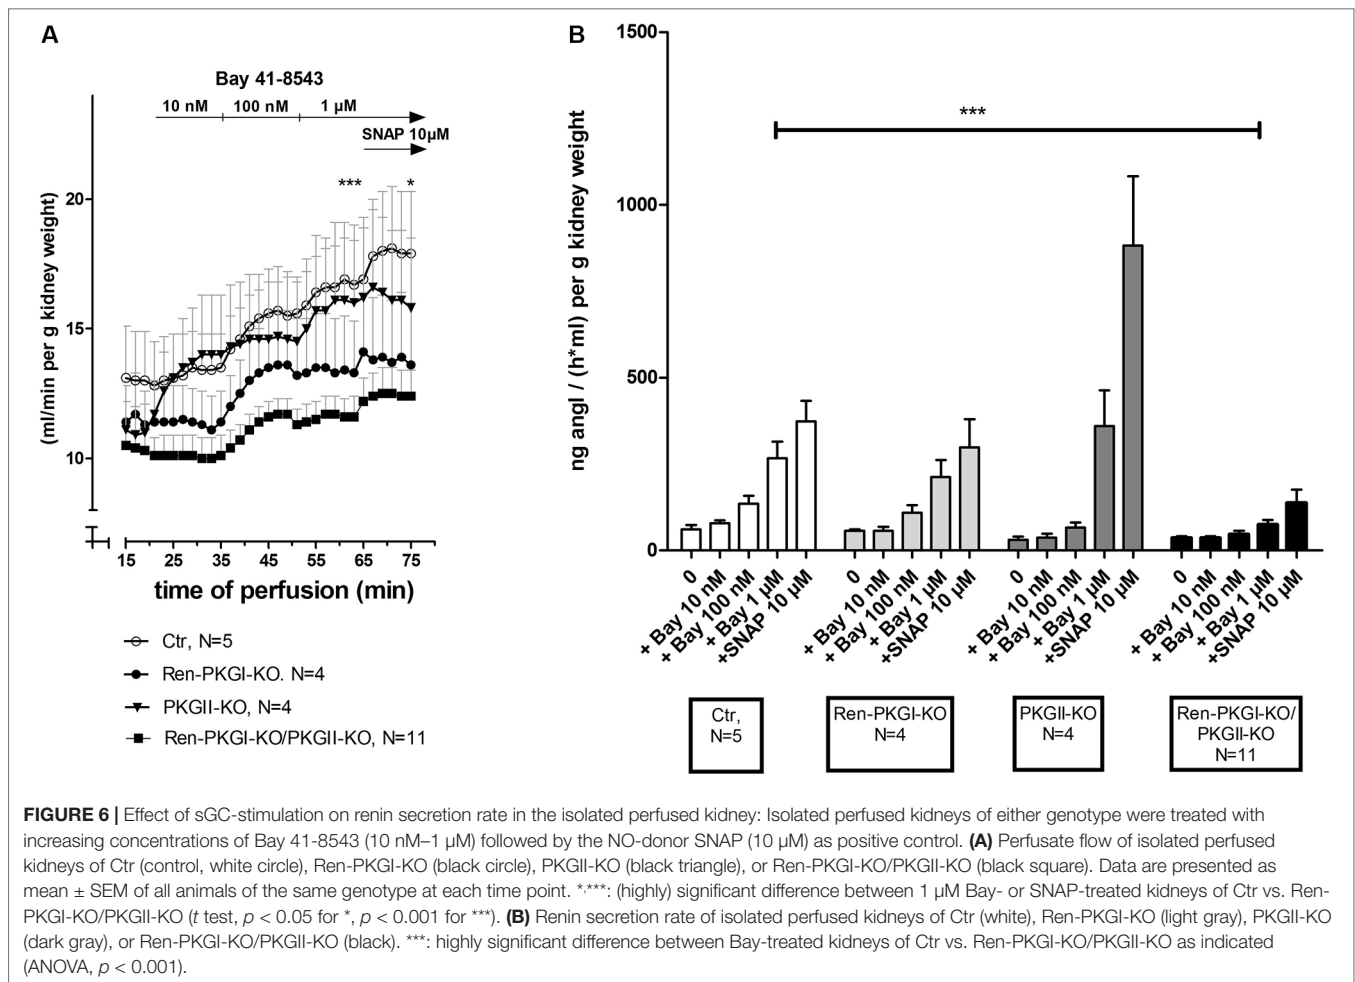 A
Bay 41-8543
10 nM 100 nM 1 µM
SNAP 10µM
*** *
(ml/min per g kidney weight)
20
15
10
15 25 35 45 55 65 75
time of perfusion (min)
Ctr, N=5
Ren-PKGI-KO. N=4
PKGII-KO, N=4
Ren-PKGI-KO/PKGII-KO, N=11
B
ng angI / (h*ml) per g kidney weight
1500
1000
500
0
***
0
+ Bay 10 nM
+ Bay 100 nM
+ Bay 1 µM
+SNAP 10 µM
0
+ Bay 10 nM
+ Bay 100 nM
+ Bay 1 µM
+SNAP 10 µM
0
+ Bay 10 nM
+ Bay 100 nM
+ Bay 1 µM
+SNAP 10 µM
0
+ Bay 10 nM
+ Bay 100 nM
+ Bay 1 µM
+SNAP 10 µM
Ctr,
N=5
Ren-PKGI-KO
N=4
PKGII-KO
N=4
Ren-PKGI-KO/
PKGII-KO
N=11
FIGURE 6 | Effect of sGC-stimulation on renin secretion rate in the isolated perfused kidney: Isolated perfused kidneys of either genotype were treated with
increasing concentrations of Bay 41-8543 (10 nM–1 µM) followed by the NO-donor SNAP (10 µM) as positive control. (A) Perfusate flow of isolated perfused
kidneys of Ctr (control, white circle), Ren-PKGI-KO (black circle), PKGII-KO (black triangle), or Ren-PKGI-KO/PKGII-KO (black square). Data are presented as
mean ± SEM of all animals of the same genotype at each time point. *,***: (highly) significant difference between 1 µM Bay- or SNAP-treated kidneys of Ctr vs. Ren-
PKGI-KO/PKGII-KO (t test, p < 0.05 for *, p < 0.001 for ***). (B) Renin secretion rate of isolated perfused kidneys of Ctr (white), Ren-PKGI-KO (light gray), PKGII-KO
(dark gray), or Ren-PKGI-KO/PKGII-KO (black). ***: highly significant difference between Bay-treated kidneys of Ctr vs. Ren-PKGI-KO/PKGII-KO as indicated
(ANOVA, p < 0.001).